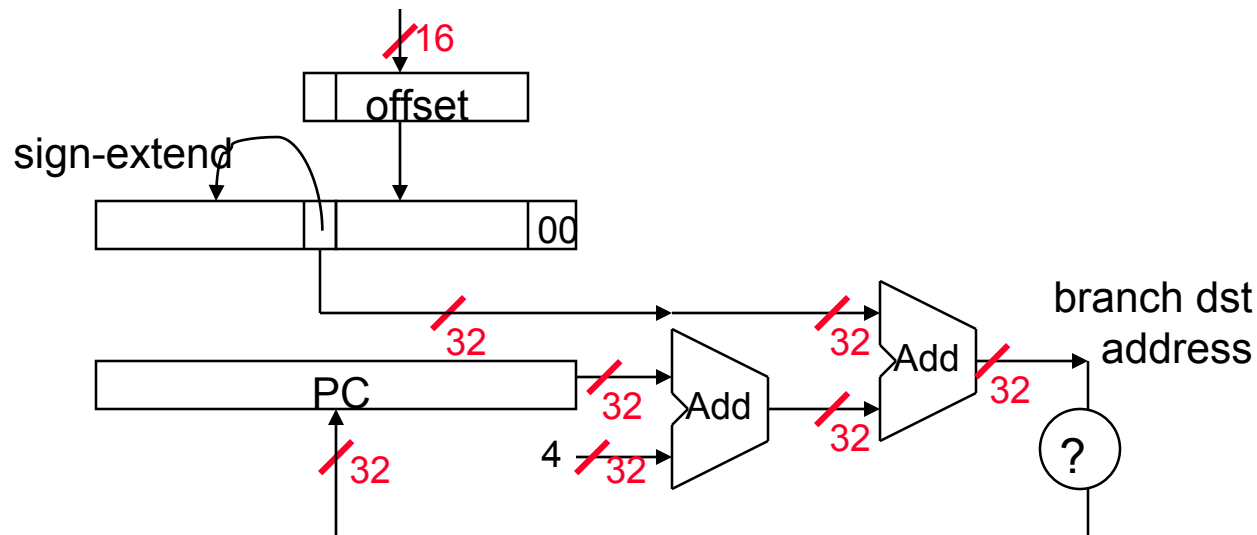 16
offset
sign-extend
00
32
32
branch dst
address
Add
32
PC
32
Add
32
32
4
32
32
?